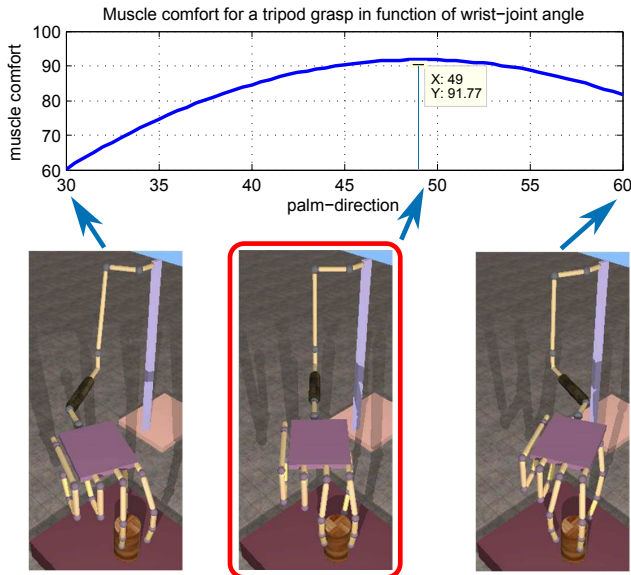 Muscle comfort for a tripod grasp in function of wrist-joint angle
muscle comfort
100
90
80
70
60
X: 49
Y: 91.77
30
35
40
45
50
55
60
palm-direction